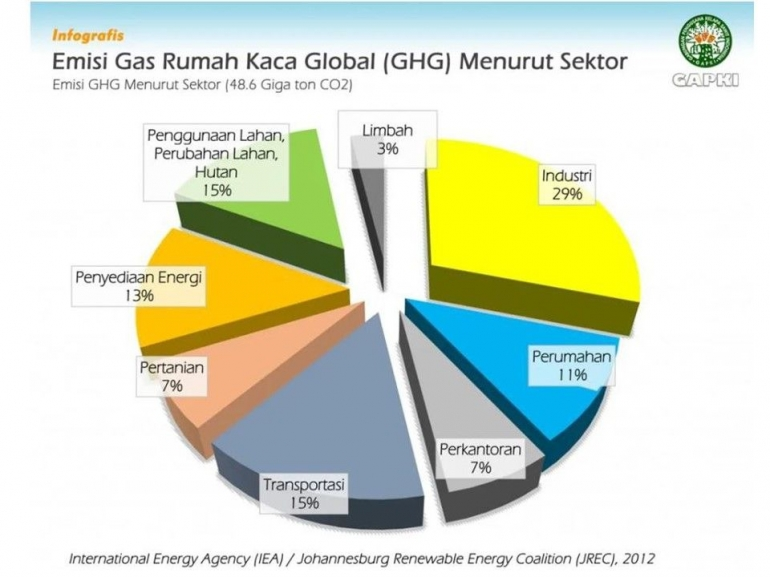 Infografis
Emisi Gas Rumah Kaca Global (GHG) Menurut Sektor
Emisi GHG Menurut Sektor (48.6 Giga ton CO2)
GAPKI
Limbah
3%
Penggunaan Lahan,
Perubahan Lahan,
Hutan
15%
Industri
29%
Penyediaan Energi
13%
Perumahan
11%
Pertanian
7%
Perkantoran
7%
Transportasi
15%
International Energy Agency (IEA) / Johannesburg Renewable Energy Coalition (JREC), 2012